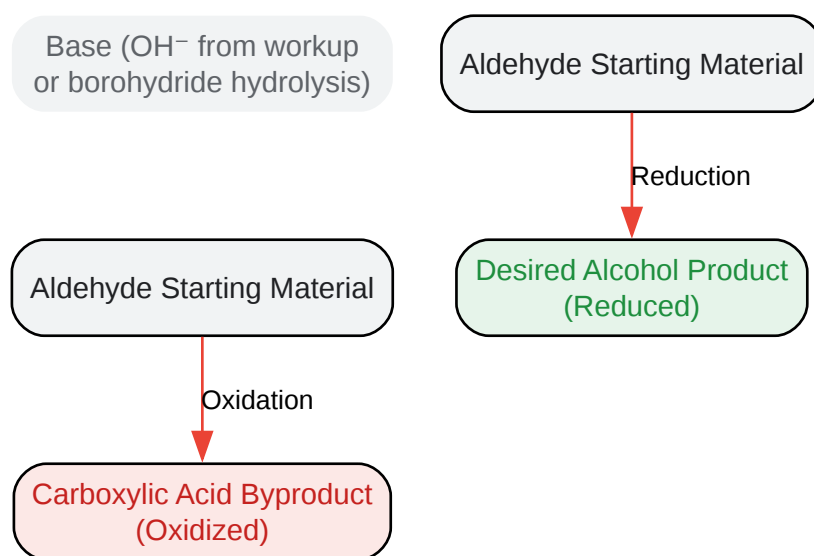 Base (OH⁻ from workup
or borohydride hydrolysis)
Aldehyde Starting Material
Reduction
Desired Alcohol Product
(Reduced)
Aldehyde Starting Material
Oxidation
Carboxylic Acid Byproduct
(Oxidized)